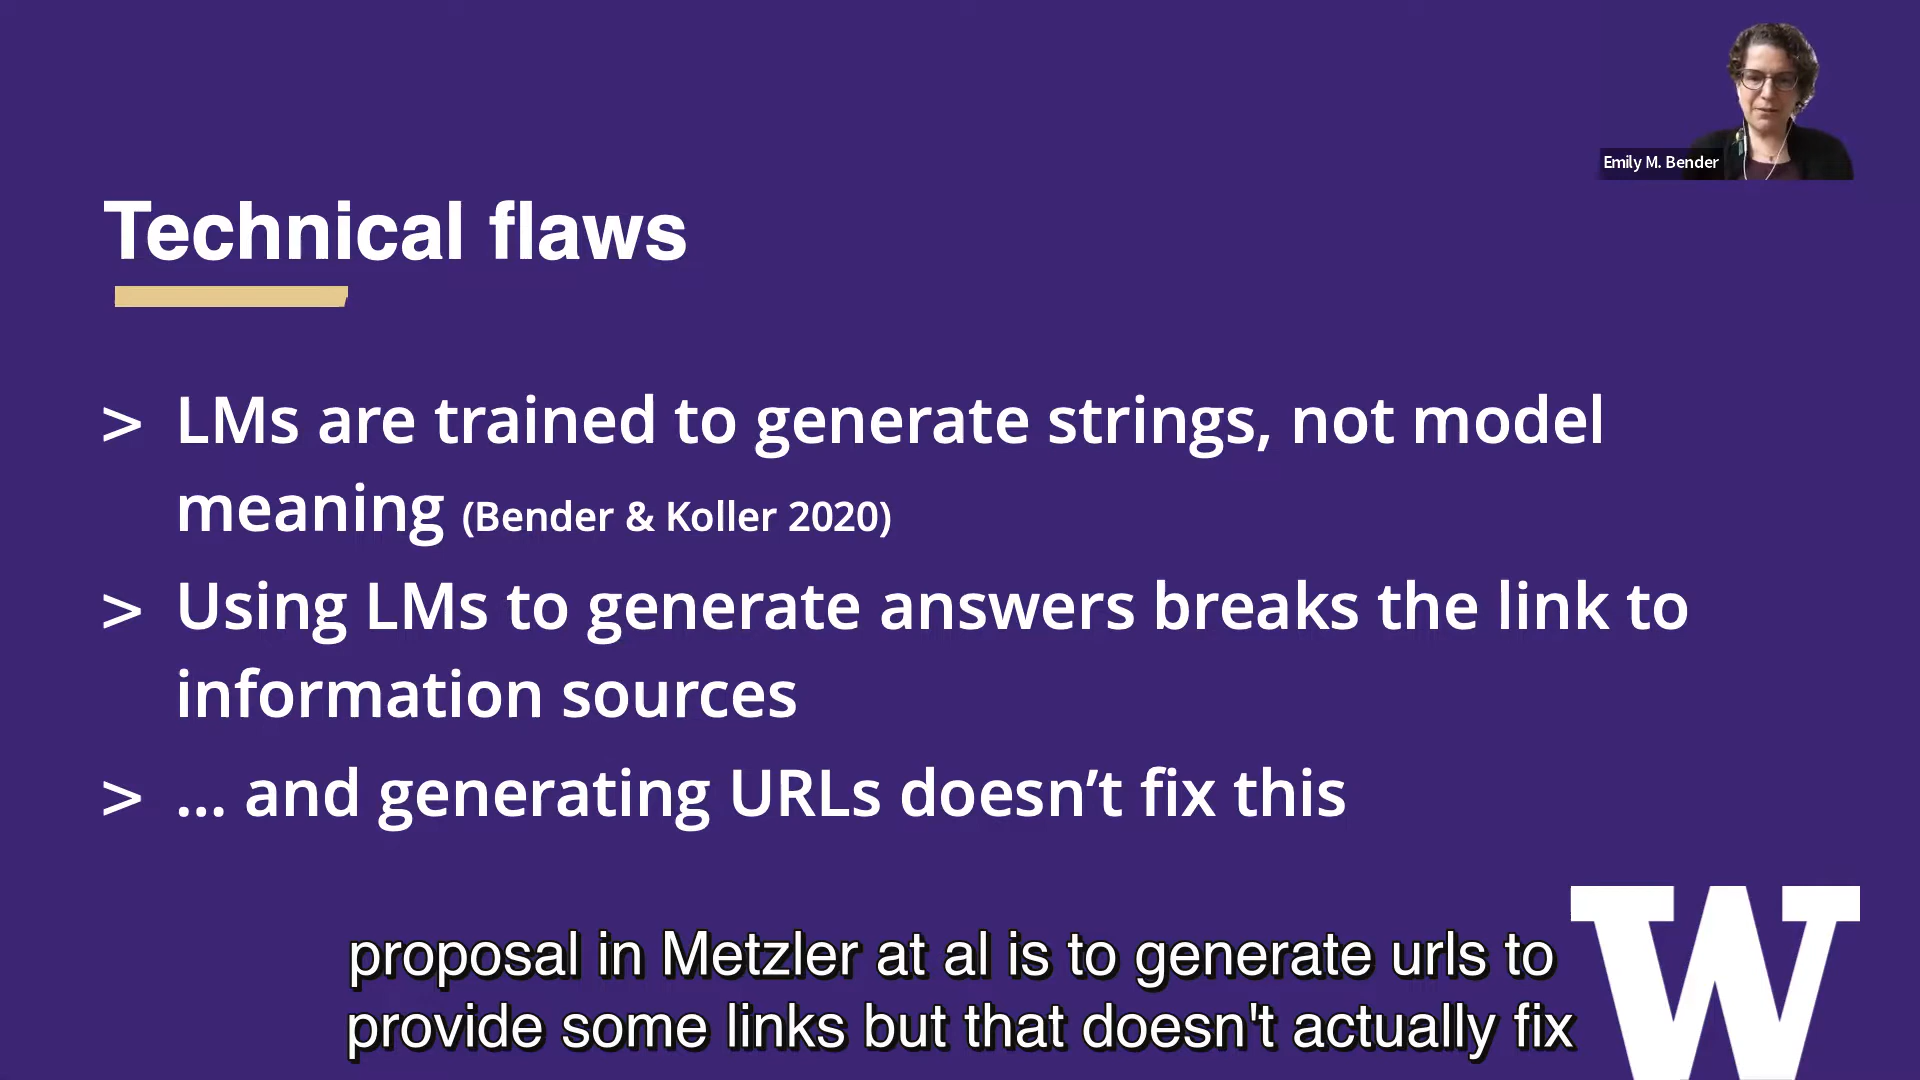 Emily M. Bender
Technical flaws
> LMs are trained to generate strings, not model
meaning (Bender & Koller 2020)
> Using LMs to generate answers breaks the link to
information sources
> ... and generating URLs doesn’t fix this
proposal in Metzler at al is to generate urls to
provide some links but that doesn't actually fix
W